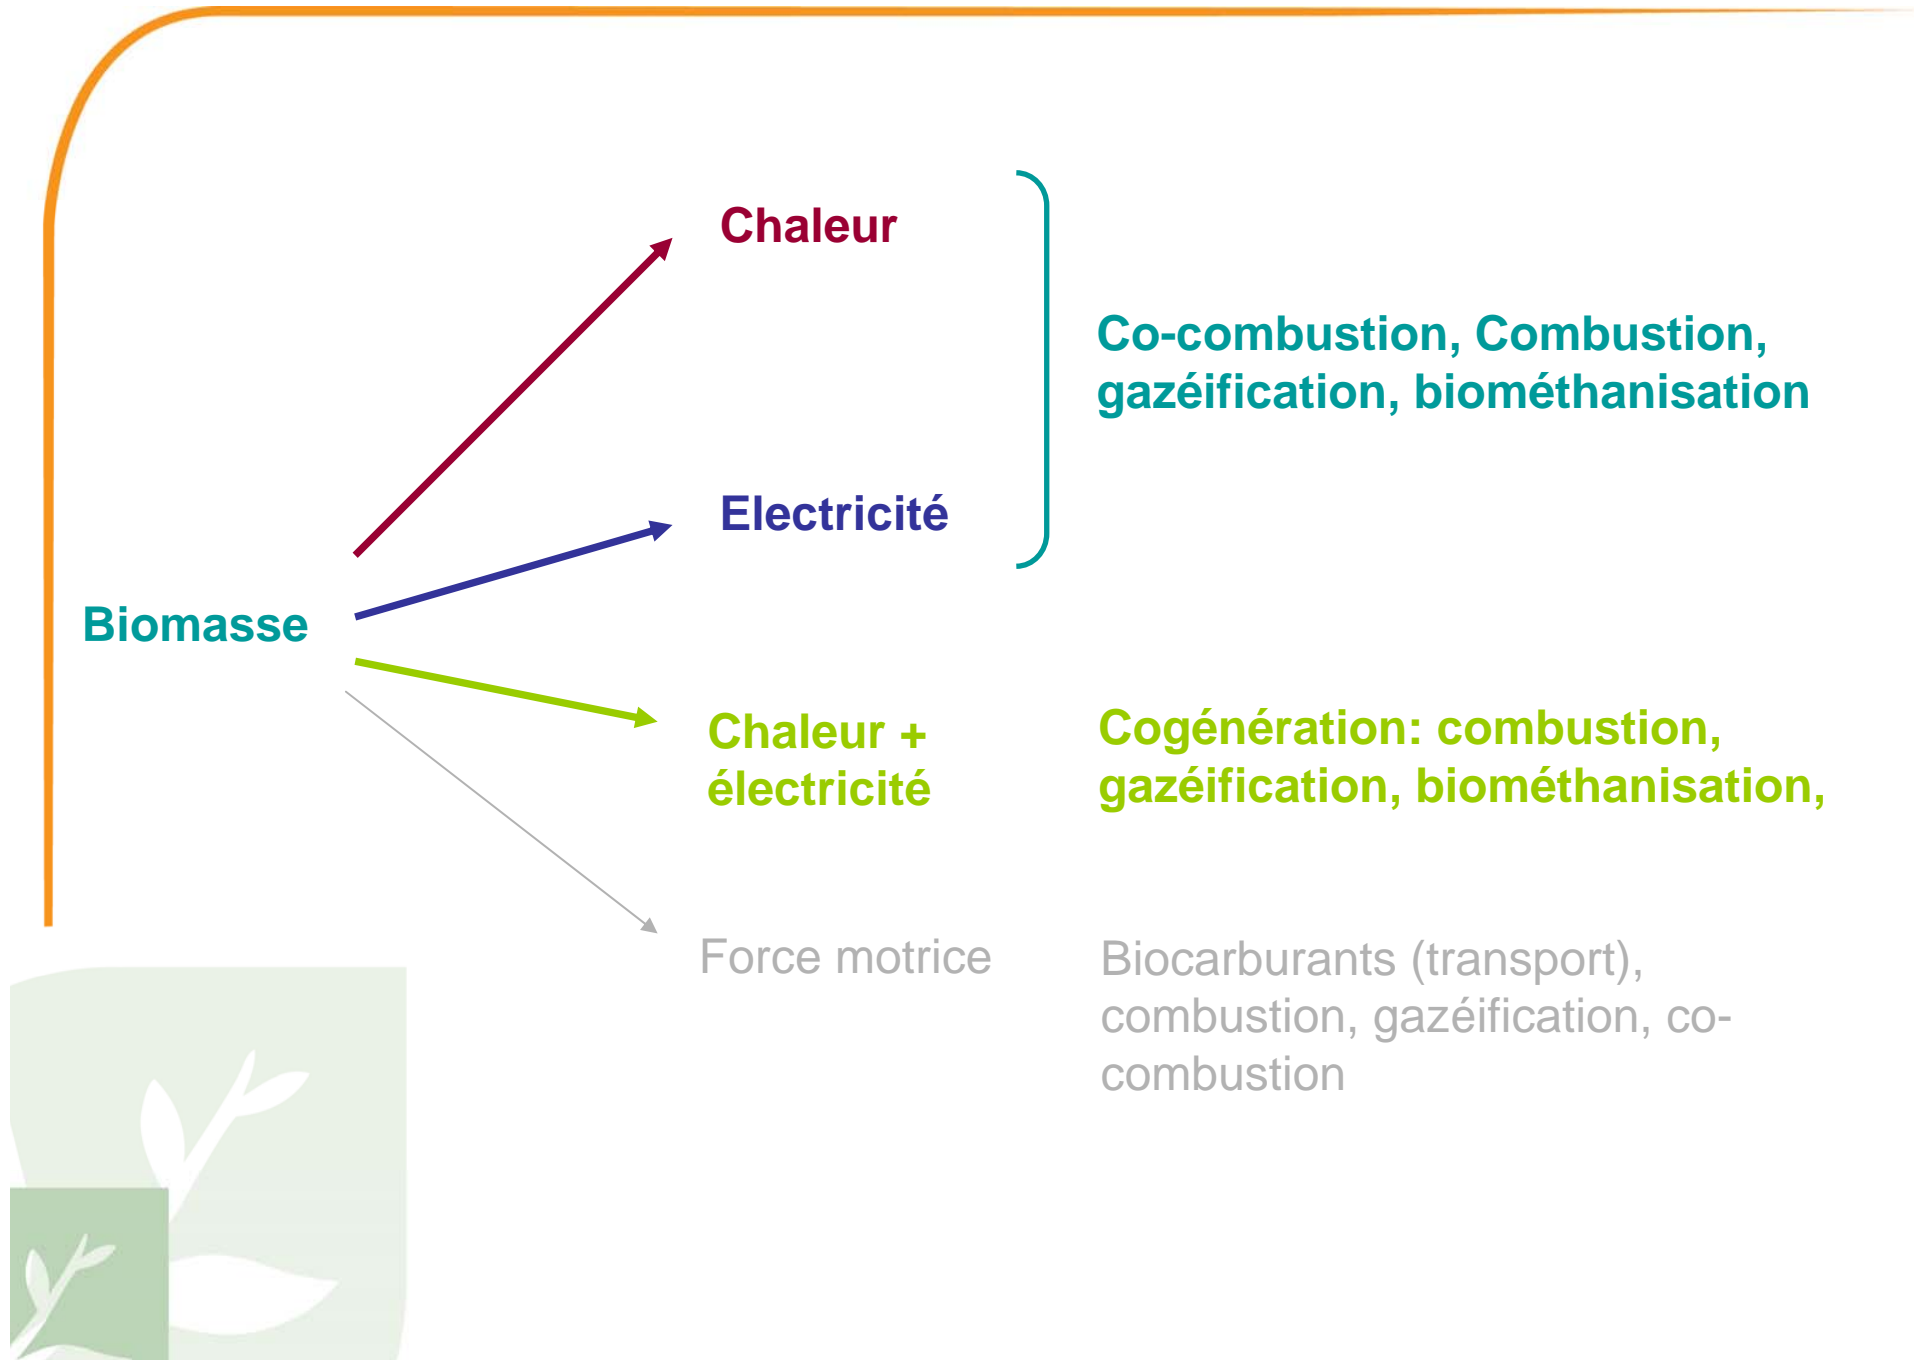 Chaleur
Co-combustion, Combustion,
gazéification, biométhanisation
Electricité
Biomasse
Chaleur +
électricité
Cogénération: combustion,
gazéification, biométhanisation,
Force motrice
Biocarburants (transport),
combustion, gazéification, co-
combustion